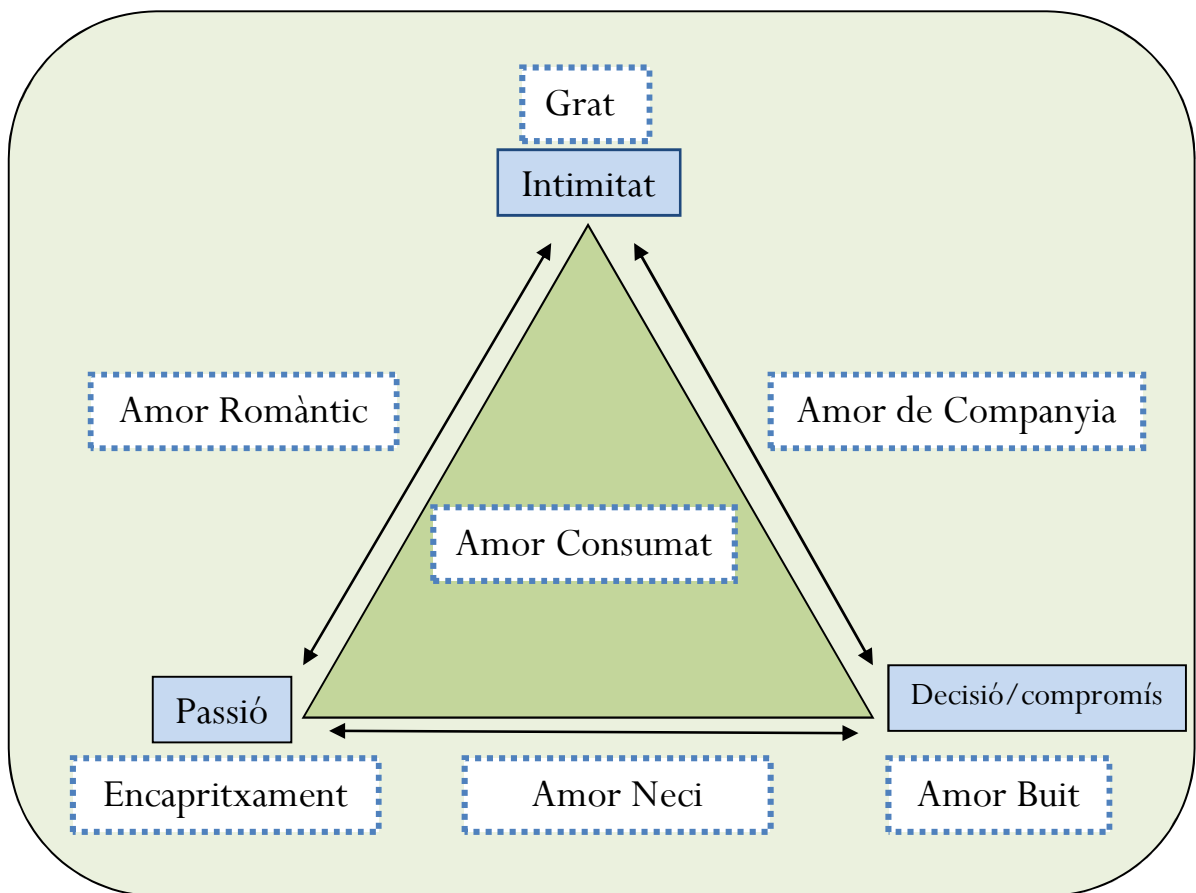 Grat
Intimitat
Amor Romàntic
Amor de Companyia
Amor Consumat
Passió
Decisió/compromís
Encapritxament
Amor Neci
Amor Buit